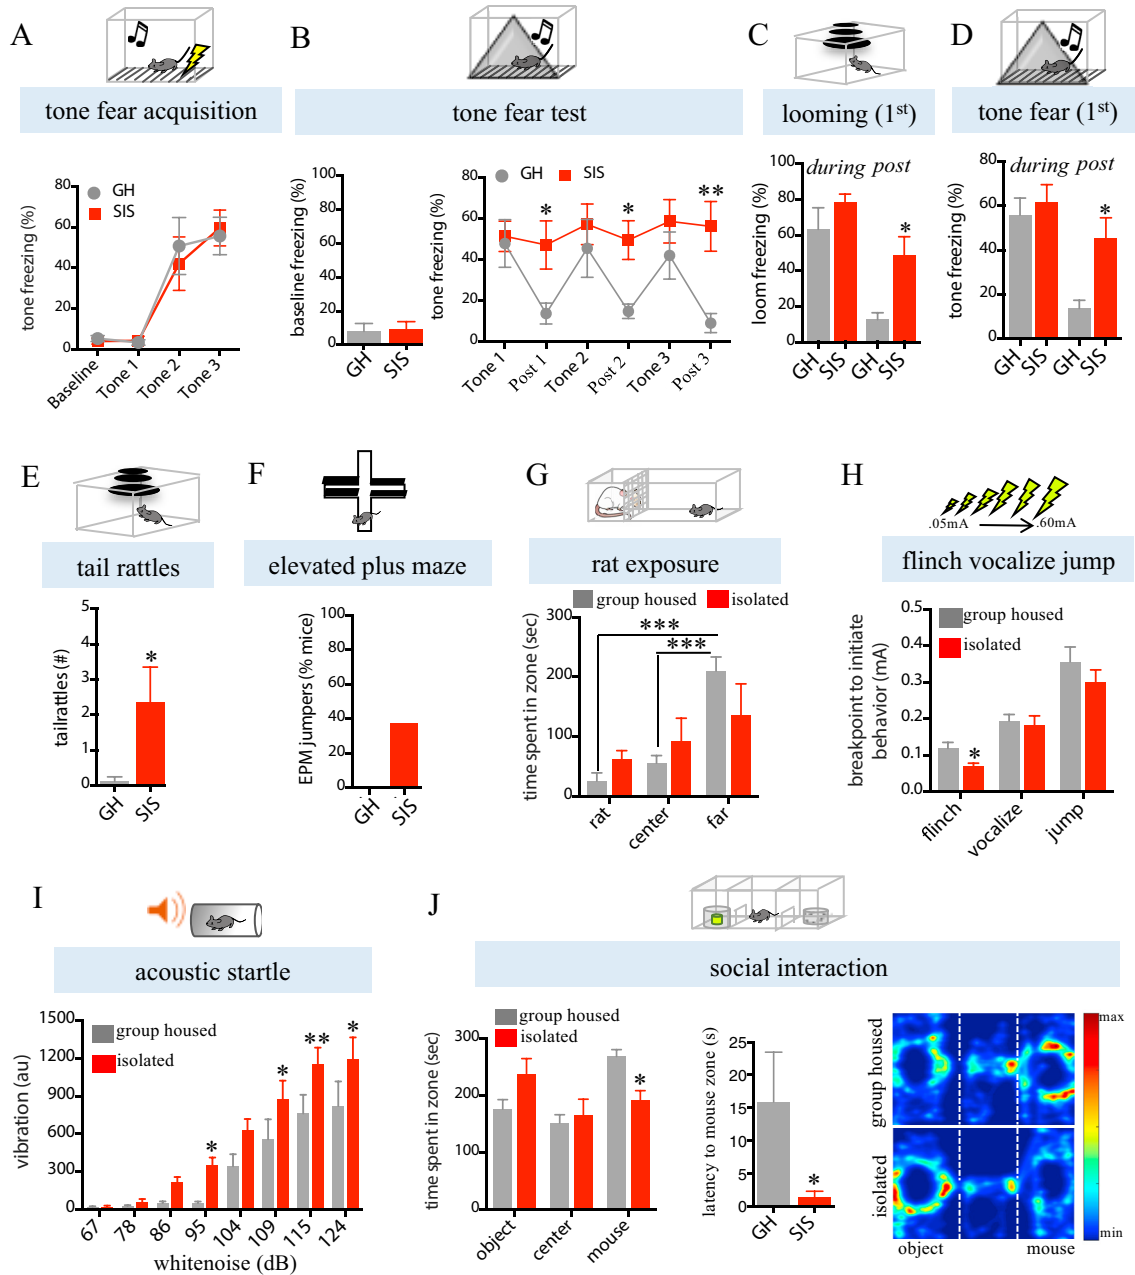 A
B
C
D
tone fear acquisition
tone fear test
looming (1st)
tone fear (1st)
tone freezing (%)
80
60
40
20
0
GH
SIS
Baseline
Tone 1
Tone 2
Tone 3
baseline freezing (%)
80
60
40
20
0
GH
SIS
tone freezing (%)
80
60
40
20
0
GH
SIS
*
*
**
Tone 1
Post 1
Tone 2
Post 2
Tone 3
Post 3
loom freezing (%)
100
80
60
40
20
0
during post
*
GH
SIS
GH
SIS
tone freezing (%)
80
60
40
20
0
during post
*
GH
SIS
GH
SIS
E
F
G
H
.05mA
.60mA
tail rattles
elevated plus maze
rat exposure
flinch vocalize jump
tailrattles (#)
5
4
3
2
1
0
*
GH
SIS
EPM jumpers (% mice)
100
80
60
40
20
0
GH
SIS
group housed
isolated
time spent in zone (sec)
300
200
100
0
***
***
rat
center
far
breakpoint to initiate
behavior (mA)
0.5
0.4
0.3
0.2
0.1
0.0
group housed
isolated
*
flinch
vocalize
jump
I
J
acoustic startle
social interaction
vibration (au)
1500
1200
900
600
300
0
group housed
isolated
*
*
**
*
67
78
86
95
104
109
115
124
whitenoise (dB)
time spent in zone (sec)
300
200
100
0
group housed
isolated
*
object
center
mouse
latency to mouse zone (s)
25
20
15
10
5
0
*
GH
SIS
group housed
isolated
object
mouse
max
min